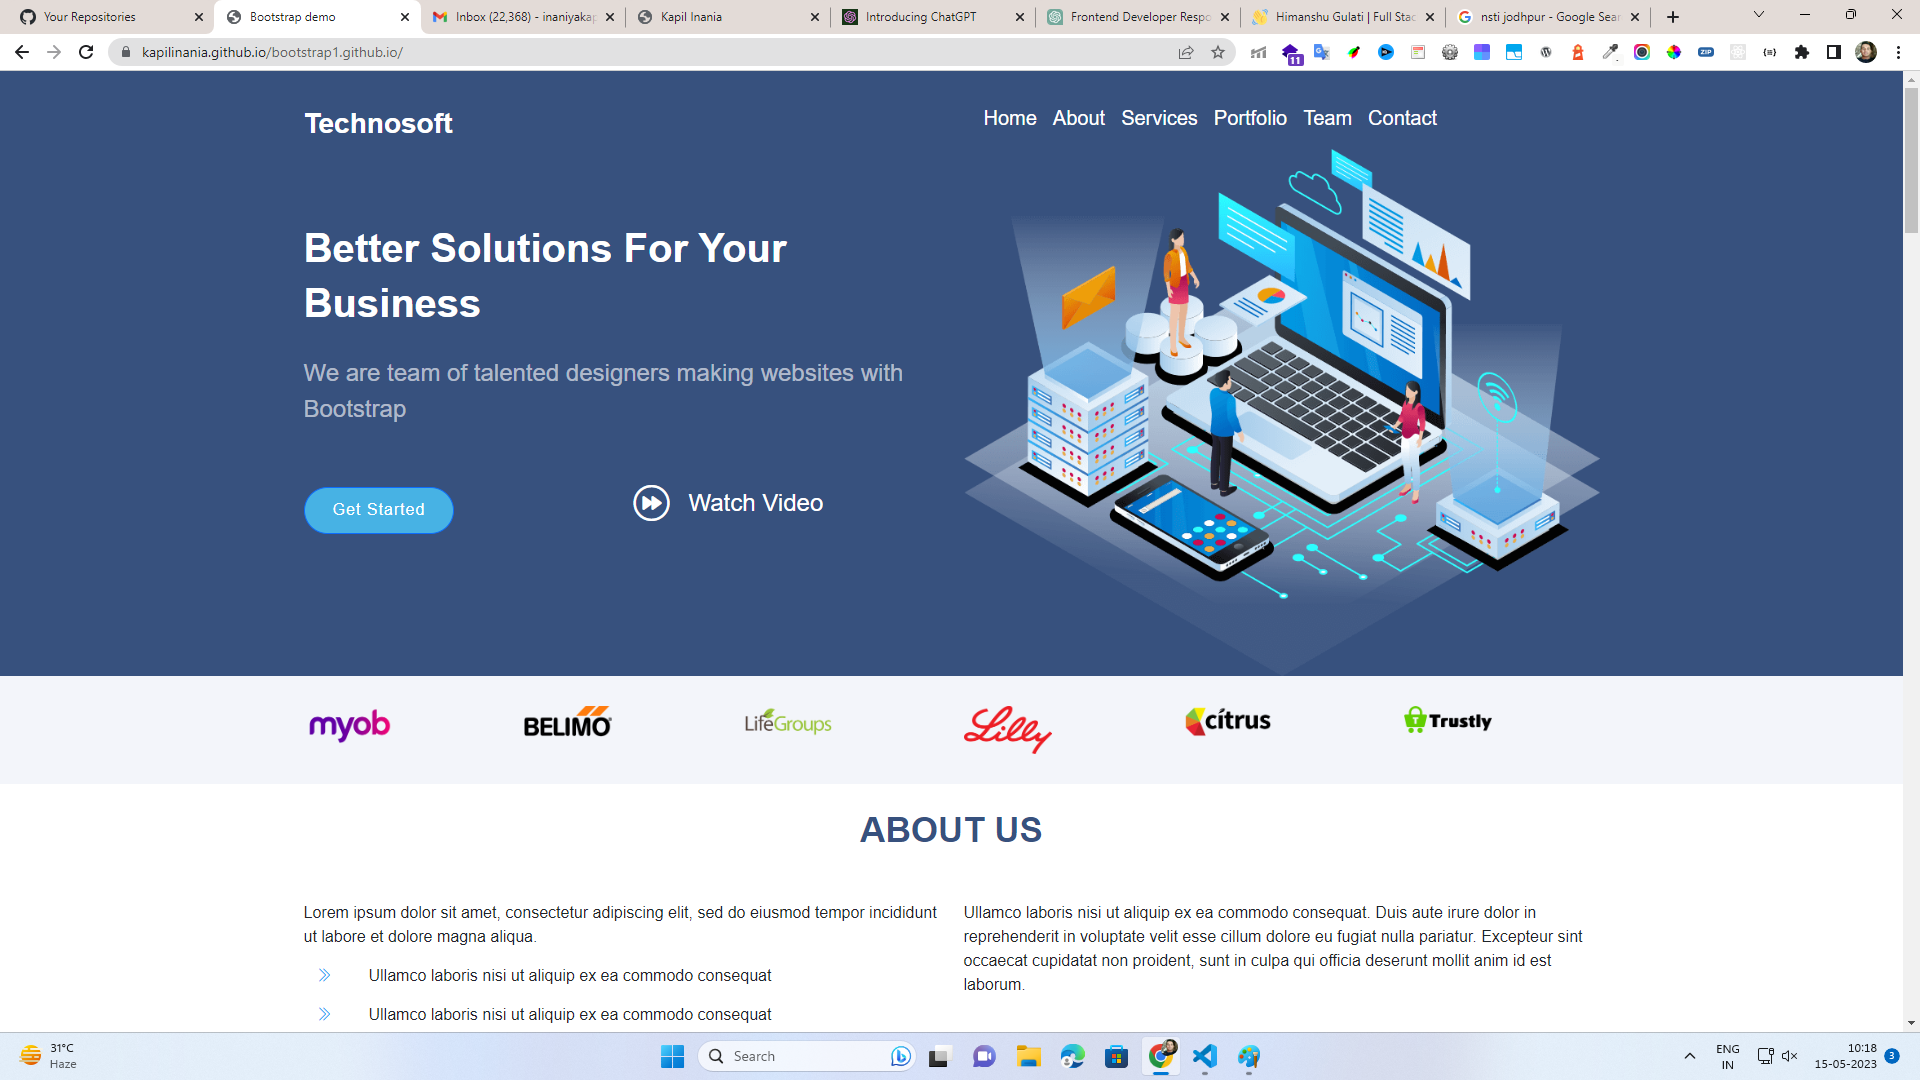 Your Repositories
Bootstrap demo
Inbox (22,368) - inaniyakap
Kapil Inania
Introducing ChatGPT
Frontend Developer Respo
Himanshu Gulati | Full Stac
nsti jodhpur - Google Sear
kapilinania.github.io/bootstrap1.github.io/
11
ZIP
Technosoft
Home About Services Portfolio Team Contact
Better Solutions For Your
Business
We are team of talented designers making websites with
Bootstrap
Get Started
Watch Video
myob
BELIMO
LifeGroups
Lilly
cítrus
Trustly
ABOUT US
Lorem ipsum dolor sit amet, consectetur adipiscing elit, sed do eiusmod tempor incididunt
ut labore et dolore magna aliqua.
Ullamco laboris nisi ut aliquip ex ea commodo consequat
Ullamco laboris nisi ut aliquip ex ea commodo consequat
Ullamco laboris nisi ut aliquip ex ea commodo consequat. Duis aute irure dolor in
reprehenderit in voluptate velit esse cillum dolore eu fugiat nulla pariatur. Excepteur sint
occaecat cupidatat non proident, sunt in culpa qui officia deserunt mollit anim id est
laborum.
31°C
Haze
Search
ENG
IN
10:18
15-05-2023
3